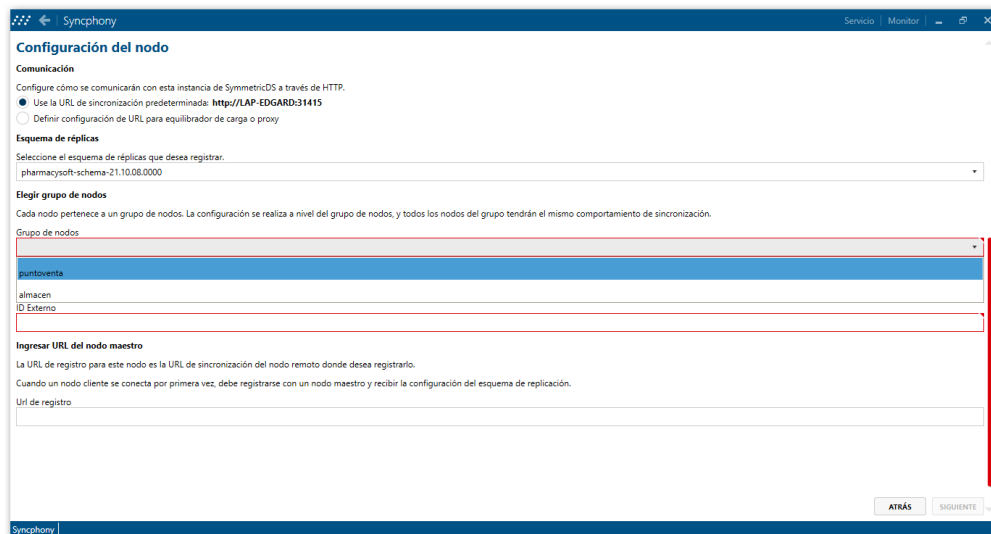 Syncphony
Servicio | Monitor
Configuración del nodo
Comunicación
Configure cómo se comunicarán con esta instancia de SymmetricDS a través de HTTP.
Use la URL de sincronización predeterminada: http://LAP-EDGARD:31415
Definir configuración de URL para equilibrador de carga o proxy
Esquema de réplicas
Seleccione el esquema de réplicas que desea registrar.
pharmacysoft-schema-21.10.08.0000
Elegir grupo de nodos
Cada nodo pertenece a un grupo de nodos. La configuración se realiza a nivel del grupo de nodos, y todos los nodos del grupo tendrán el mismo comportamiento de sincronización.
Grupo de nodos
puntoventa
almacen
ID Externo
Ingresar URL del nodo maestro
La URL de registro para este nodo es la URL de sincronización del nodo remoto donde desea registrarlo.
Cuando un nodo cliente se conecta por primera vez, debe registrarse con un nodo maestro y recibir la configuración del esquema de replicación.
Url de registro
ATRÁS
SIGUIENTE
Syncphony